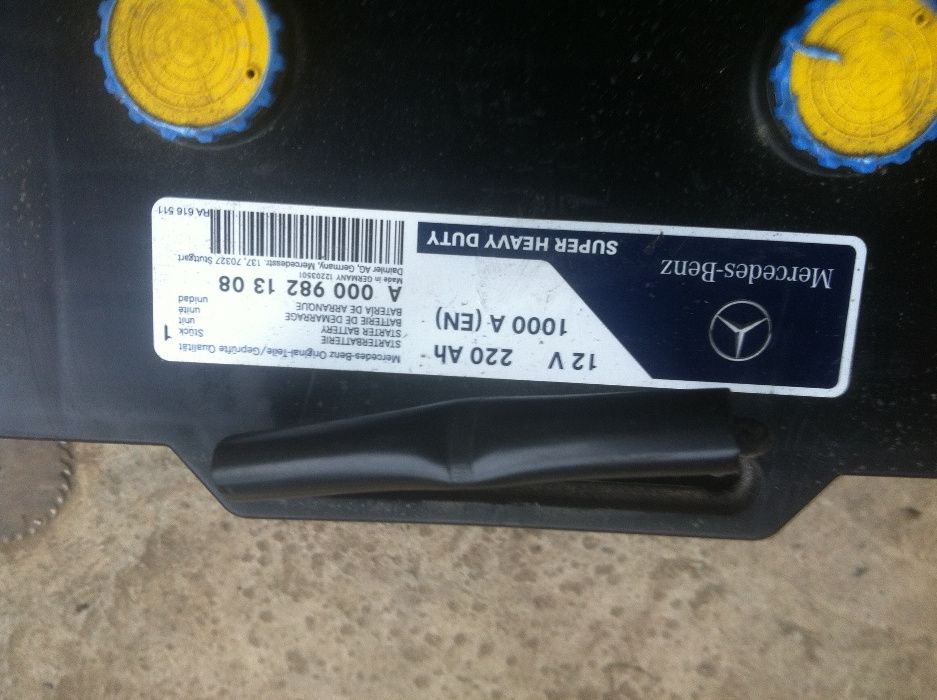 Mercedes-Benz
SUPER HEAVY DUTY
12 V 220 Ah
1000 A (EN)
Mercedes-Benz Original-Teile/Geprüfte Qualität
STARTERBATTERIE
STARTER BATTERY
BATTERIE DE DEMARRAGE
BATERIA DE ARRANQUE
Stück
unit
unité
unidad
1
A 000 982 13 08
Made in GERMANY 1203501
Daimler AG, Germany, Mercedesstr. 137, 70327 Stuttgart
RA 616 511